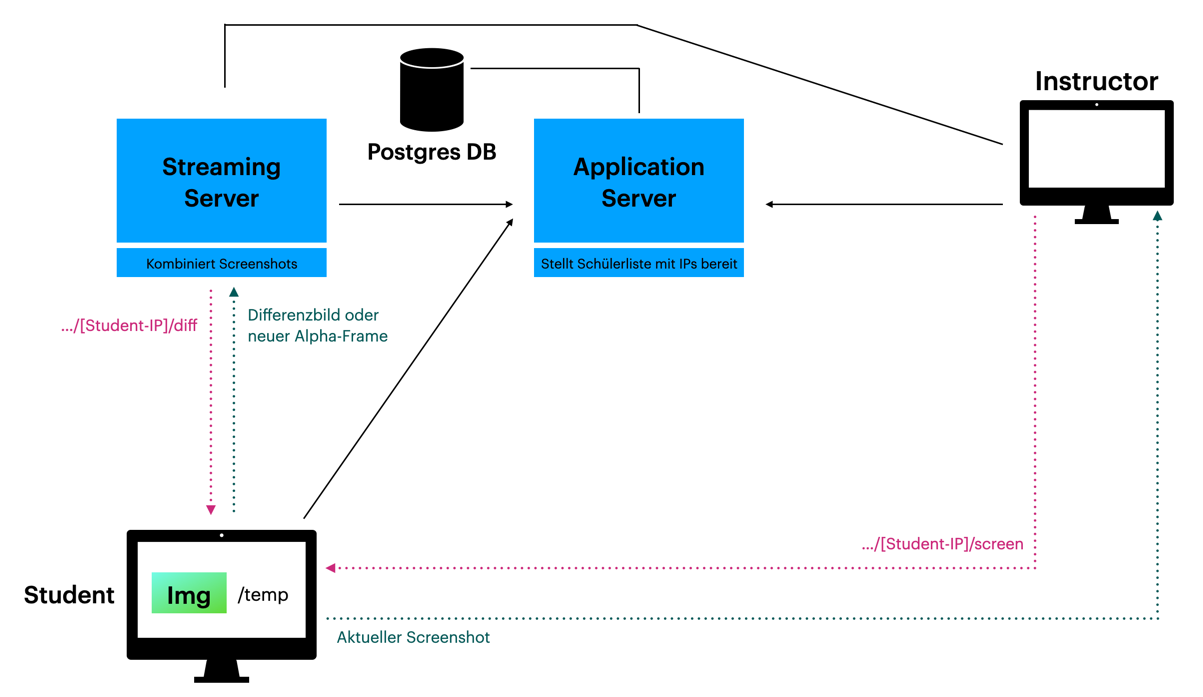 Instructor
Postgres DB
Streaming
Server
Application
Server
Kombiniert Screenshots
Stellt Schülerliste mit IPs bereit
.../[Student-IP]/diff
Differenzbild oder
neuer Alpha-Frame
.../[Student-IP]/screen
Student
Img
/temp
Aktueller Screenshot